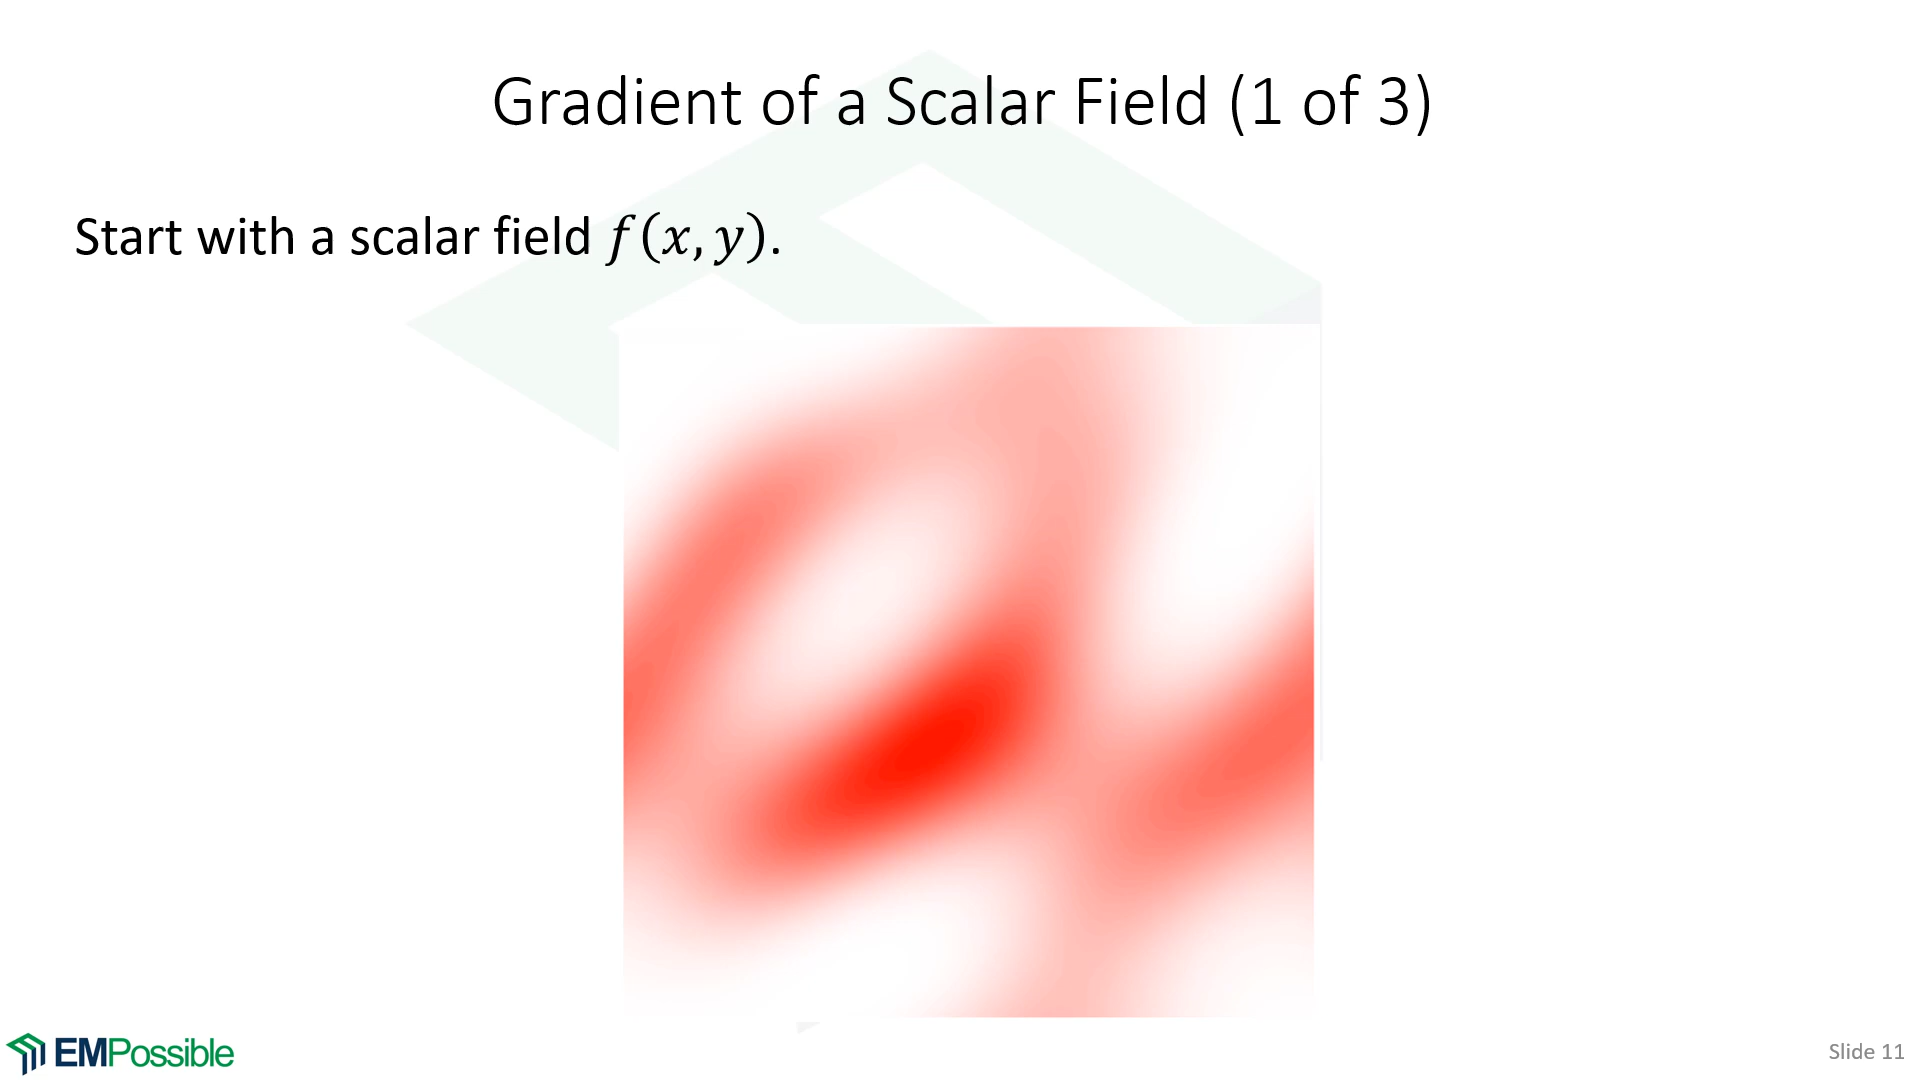 Gradient of a Scalar Field (1 of 3)
Start with a scalar field f(x, y).
EMPossible
Slide 11